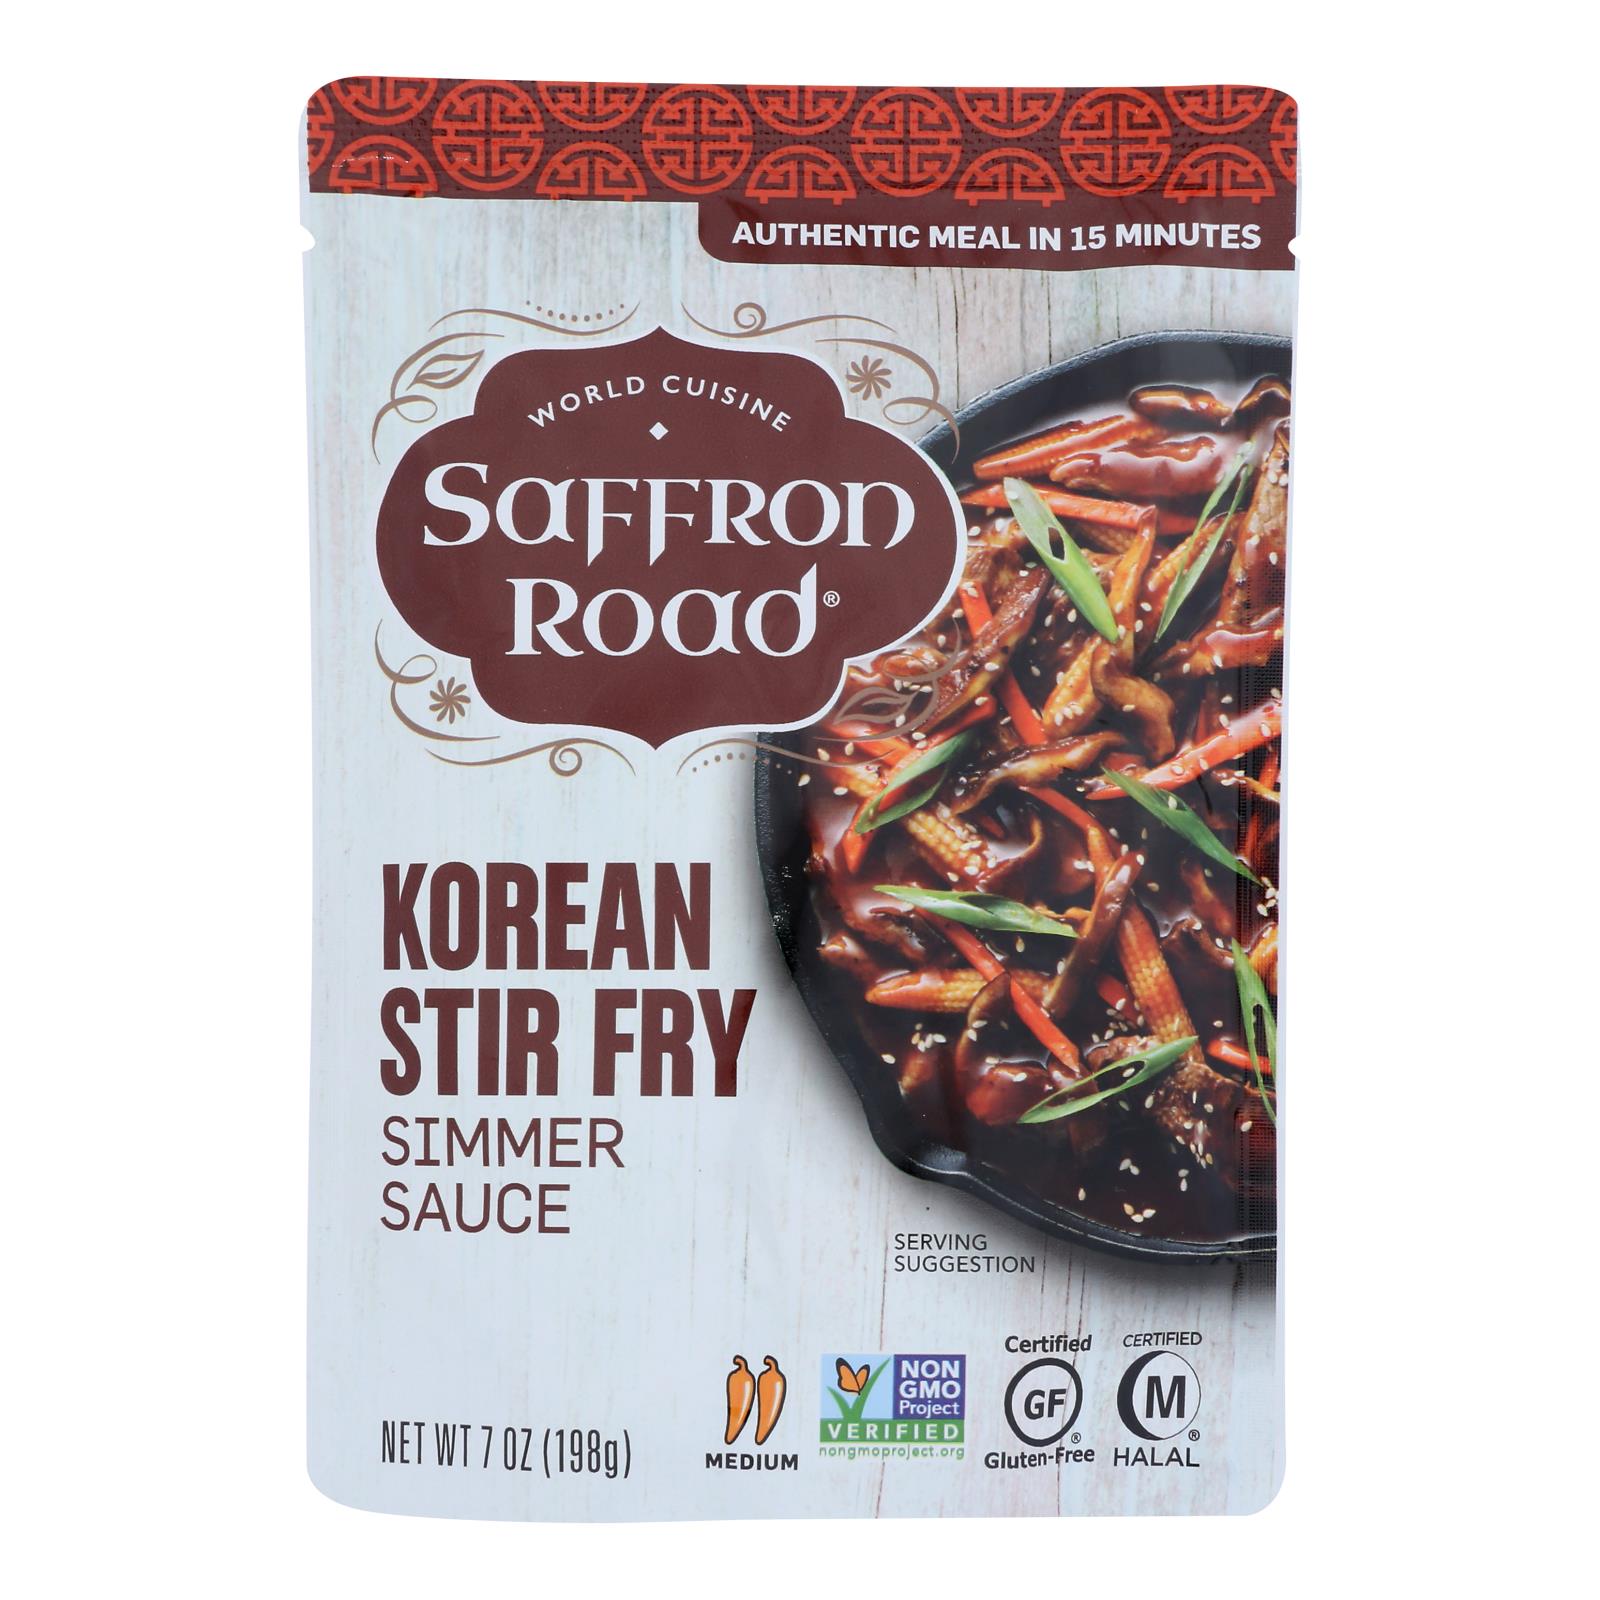 AUTHENTIC MEAL IN 15 MINUTES
WORLD CUISINE
SAFFRON
ROAD®
KOREAN
STIR FRY
SIMMER
SAUCE
SERVING
SUGGESTION
NET WT 7 OZ (198g)
MEDIUM
NON
GMO
Project
VERIFIED
nongmoproject.org
Certified
GF
®
Gluten-Free
CERTIFIED
M
®
HALAL